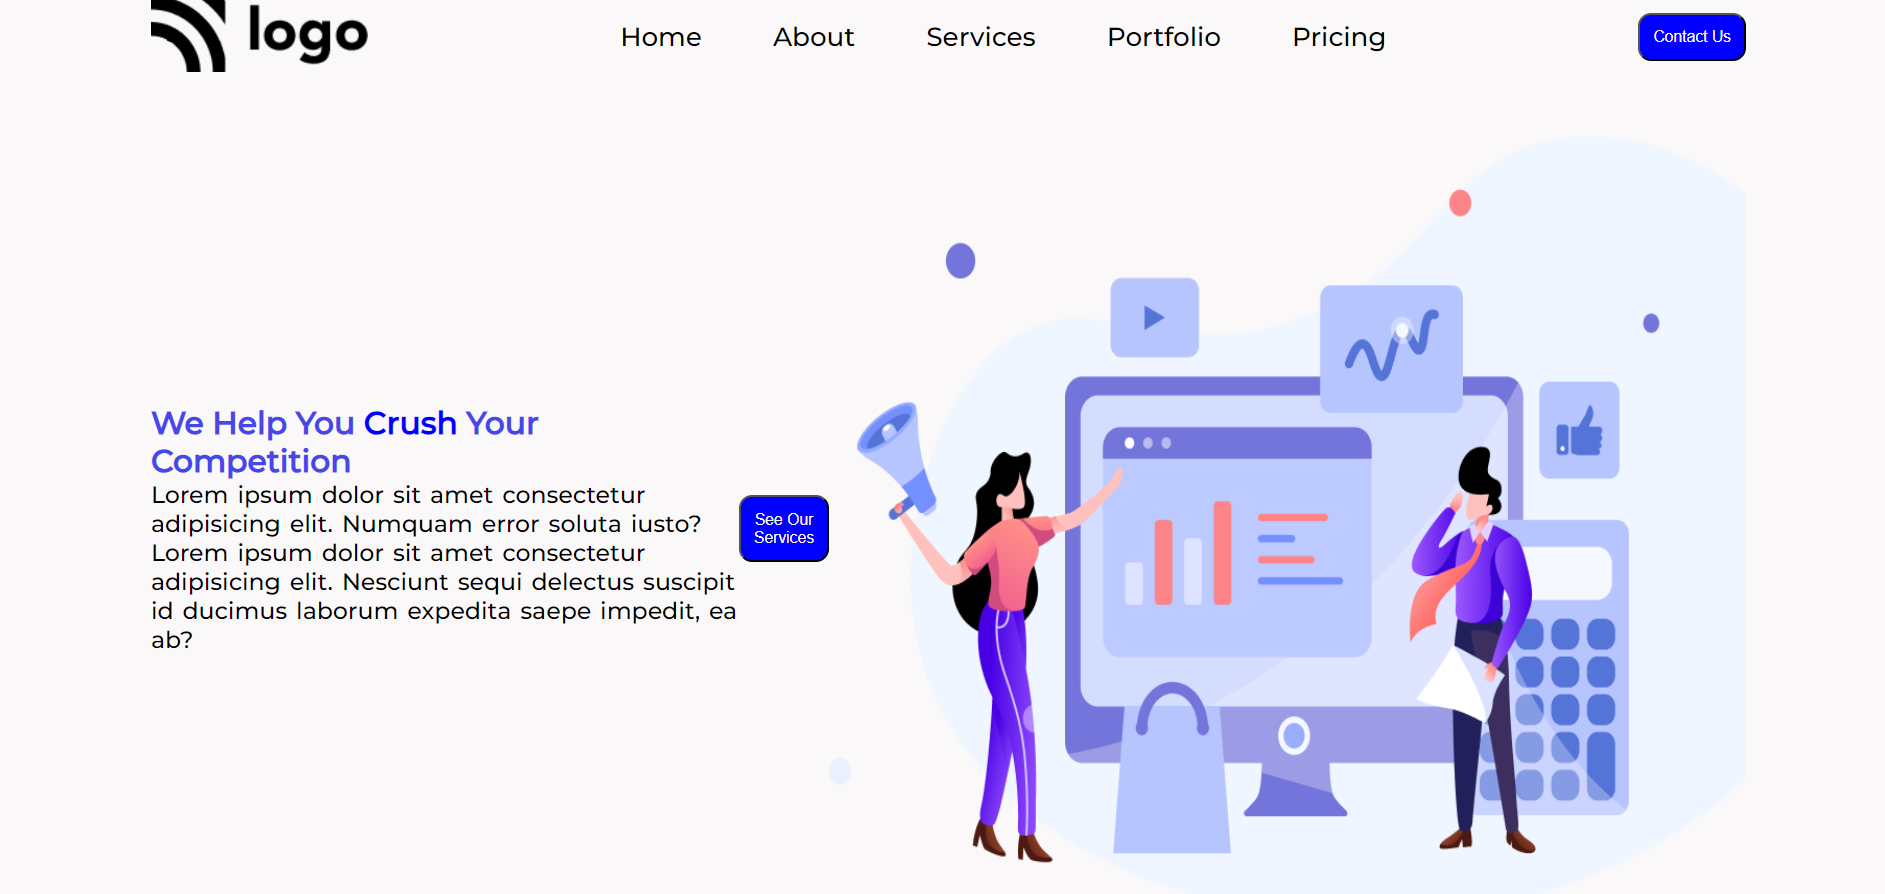 logo
Home About Services Portfolio Pricing
Contact Us
We Help You Crush Your
Competition
Lorem ipsum dolor sit amet consectetur
adipisicing elit. Numquam error soluta iusto?
Lorem ipsum dolor sit amet consectetur
adipisicing elit. Nesciunt sequi delectus suscipit
id ducimus laborum expedita saepe impedit, ea
ab?
See Our
Services